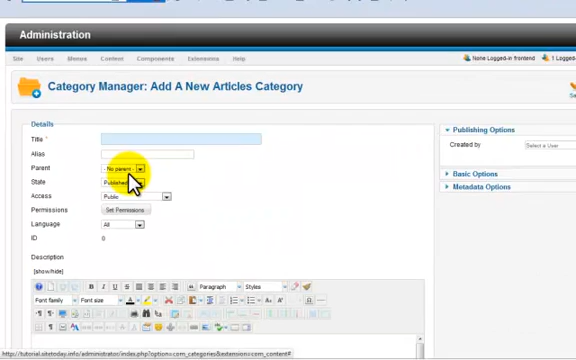 Administration
Site Users Menus Content Components Extensions Help None Logged-in frontend 1 Logged-
Category Manager: Add A New Articles Category
Details
Title *
Alias
Parent - No parent -
State Published
Access Public
Permissions Set Permissions
Language All
ID 0
Description
[show/hide]
Paragraph Styles
Font family Font size
Publishing Options
Created by Select a User
Basic Options
Metadata Options
http://tutorial.sitetoday.info/administrator/index.php?option=com_categories&extension=com_content#